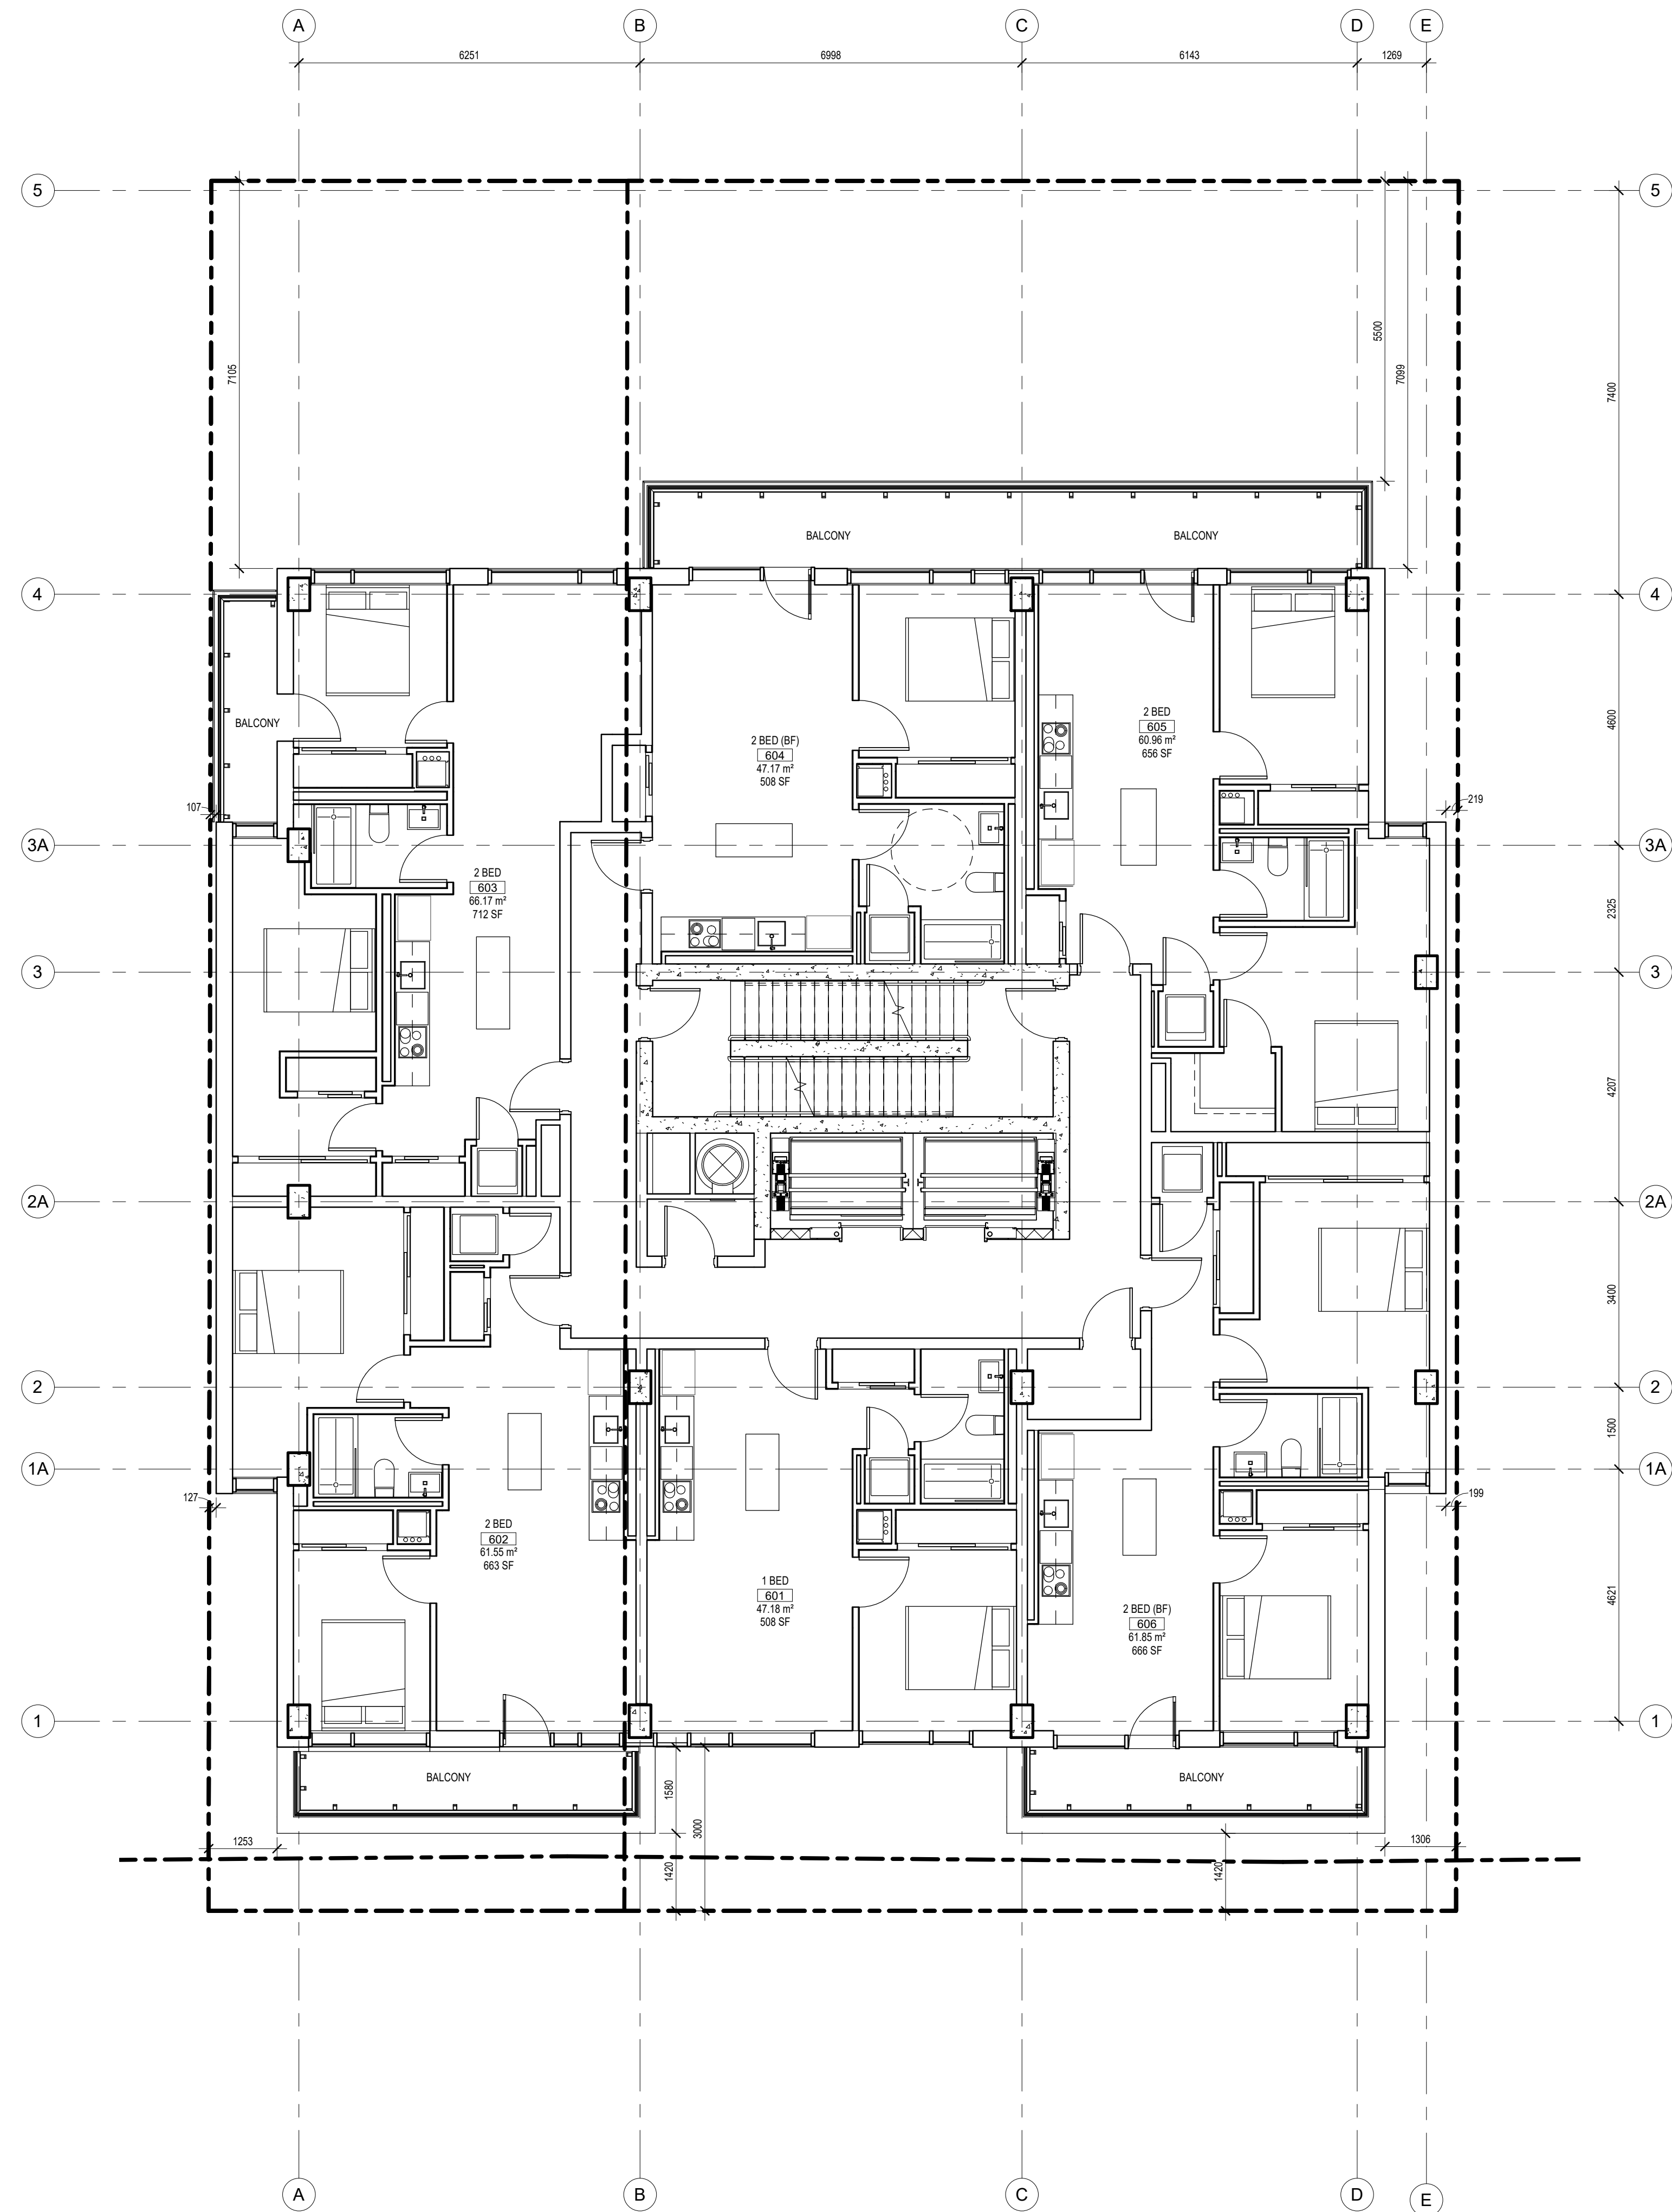 A
B
C
D
E
6251
6998
6143
1269
5
5
7105
5500
7099
7400
BALCONY
BALCONY
4
4
BALCONY
4600
2 BED (BF)
604
47.17 m²
508 SF
2 BED
605
60.96 m²
656 SF
107
219
3A
3A
2 BED
603
66.17 m²
712 SF
2325
3
3
4207
2A
2A
3400
2
2
1500
1A
1A
127
199
2 BED
602
61.55 m²
663 SF
1 BED
601
47.18 m²
508 SF
2 BED (BF)
606
61.85 m²
666 SF
4621
1
1
BALCONY
BALCONY
1580
3000
1253
1306
1420
1420
A
B
C
D
E